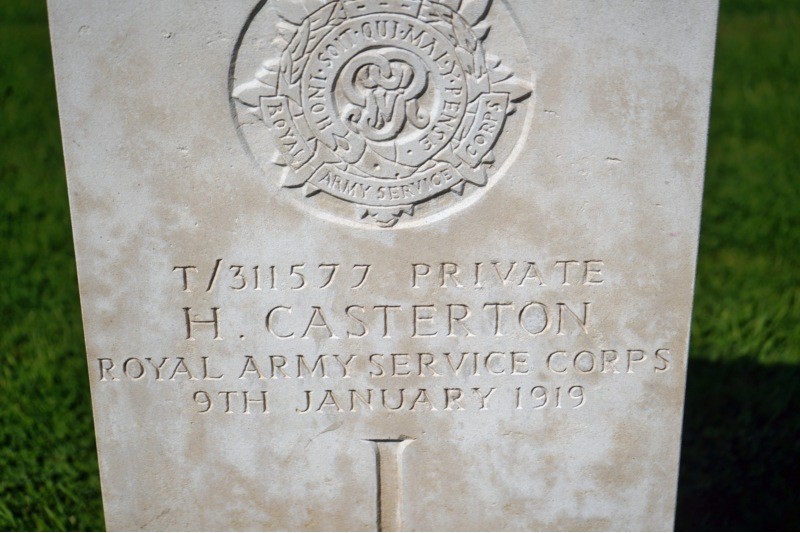 HONI·SOIT·QUI·MAL·Y·PENSE
ROYAL ARMY SERVICE CORPS
T/311577 PRIVATE
H. CASTERTON
ROYAL ARMY SERVICE CORPS
9TH JANUARY 1919